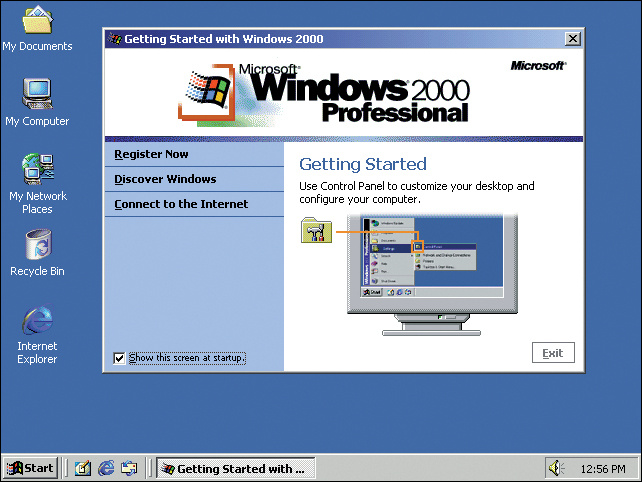 My Documents
My Computer
My Network
Places
Recycle Bin
Internet
Explorer
Getting Started with Windows 2000
Microsoft
Microsoft®
Windows 2000
Professional
Register Now
Discover Windows
Connect to the Internet
Getting Started
Use Control Panel to customize your desktop and
configure your computer.
Start
Show this screen at startup.
Exit
Start
Getting Started with ...
12:56 PM